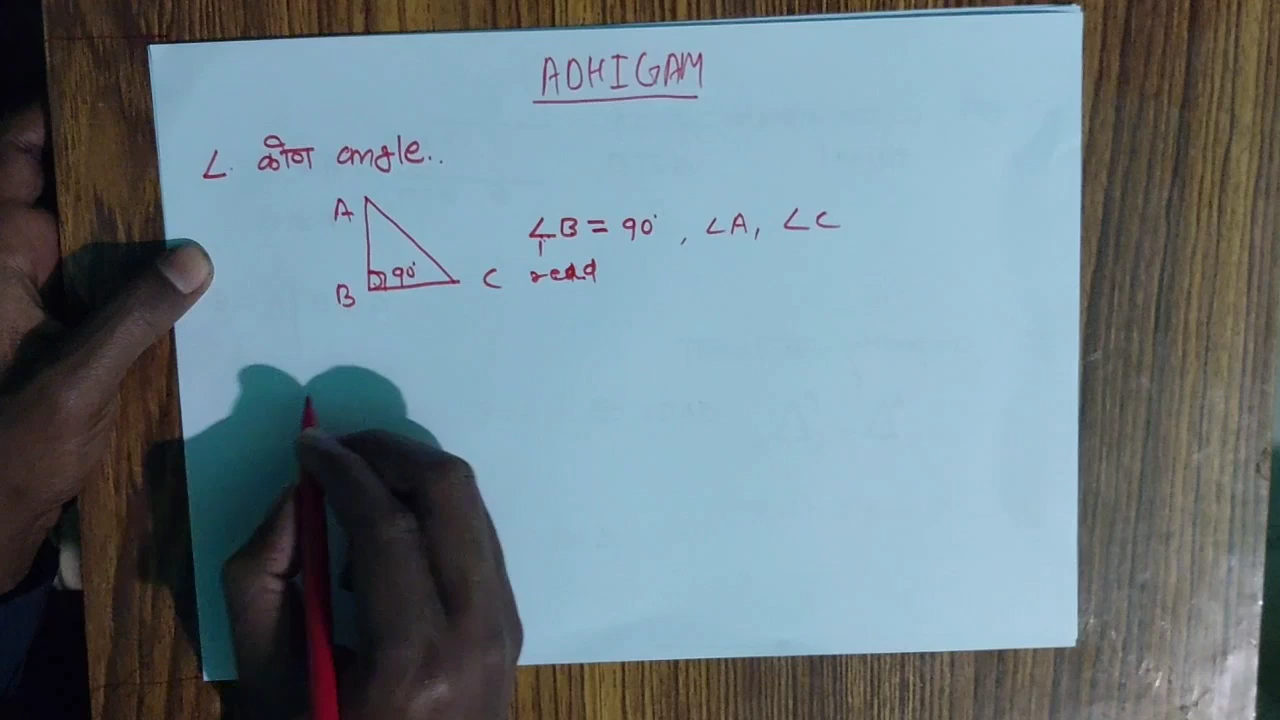 ADHIGAM
∠. कोण angle..
A
∠B = 90°, ∠A, ∠C
90°
B
C
read